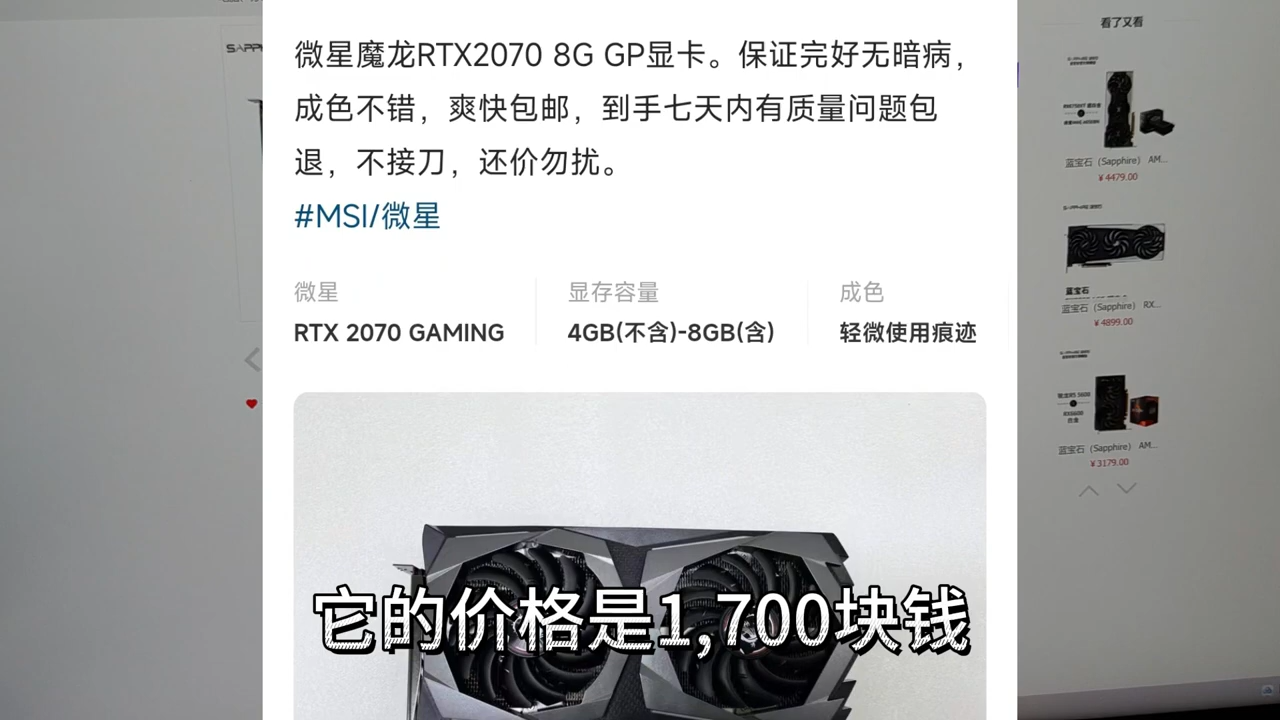 微星魔龙RTX2070 8G GP显卡。保证完好无暗病，
成色不错，爽快包邮，到手七天内有质量问题包
退，不接刀，还价勿扰。
#MSI/微星
微星
显存容量
成色
RTX 2070 GAMING
4GB(不含)-8GB(含)
轻微使用痕迹
它的价格是1,700块钱
看了又看
蓝宝石（Sapphire） AM...
¥4479.00
蓝宝石
蓝宝石（Sapphire） RX...
¥4899.00
蓝宝石（Sapphire） AM...
¥3179.00